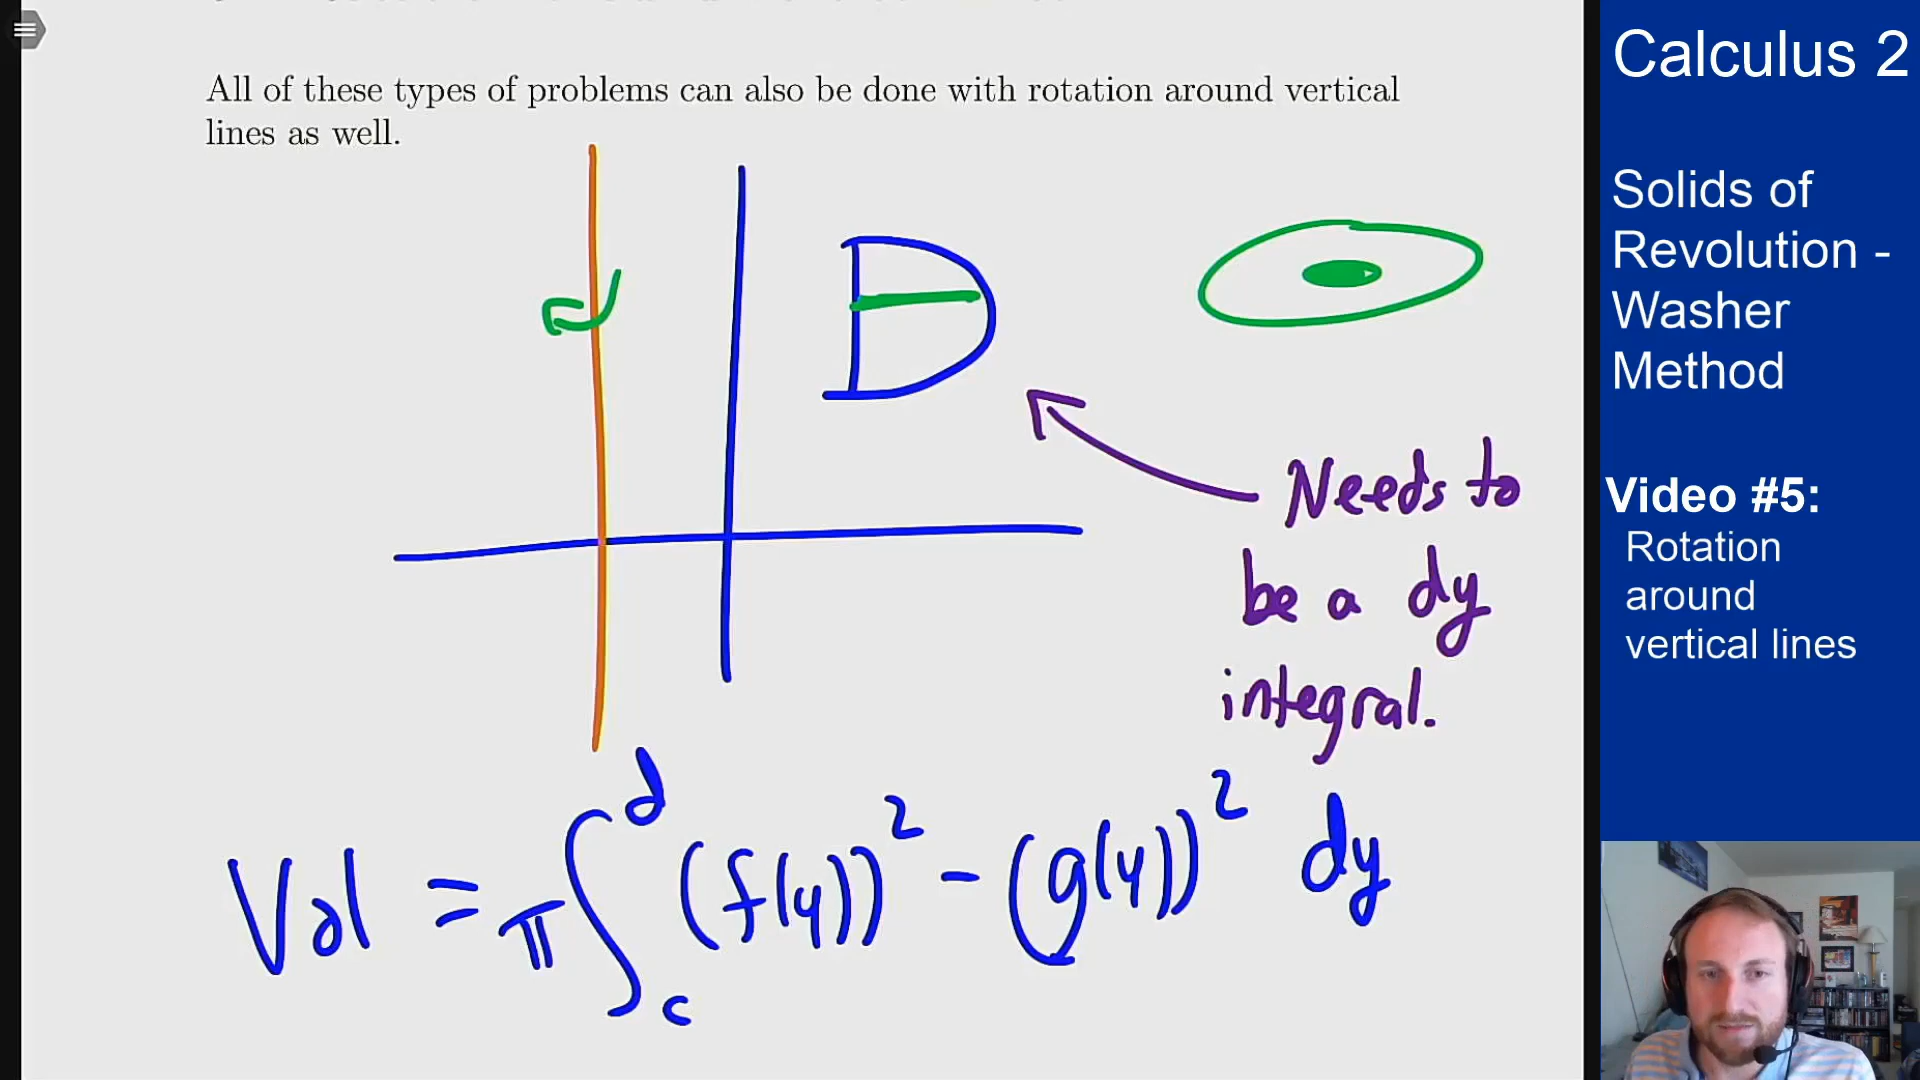 All of these types of problems can also be done with rotation around vertical
lines as well.
Needs to
be a dy
integral.
Vol = π∫_c^d (f(y))² - (g(y))² dy
Calculus 2
Solids of
Revolution -
Washer
Method
Video #5:
Rotation
around
vertical lines